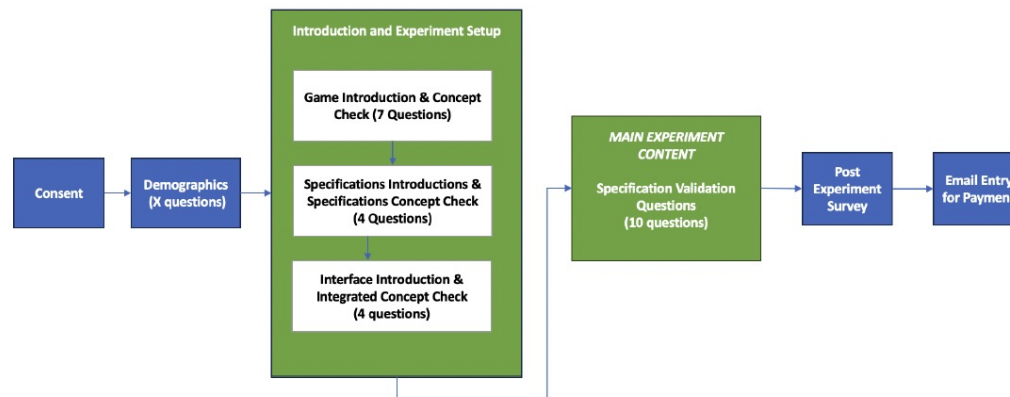 Consent
Demographics
(X questions)
Introduction and Experiment Setup
Game Introduction & Concept
Check (7 Questions)
Specifications Introductions &
Specifications Concept Check
(4 Questions)
Interface Introduction &
Integrated Concept Check
(4 questions)
MAIN EXPERIMENT
CONTENT
Specification Validation
Questions
(10 questions)
Post
Experiment
Survey
Email Entry
for Payment